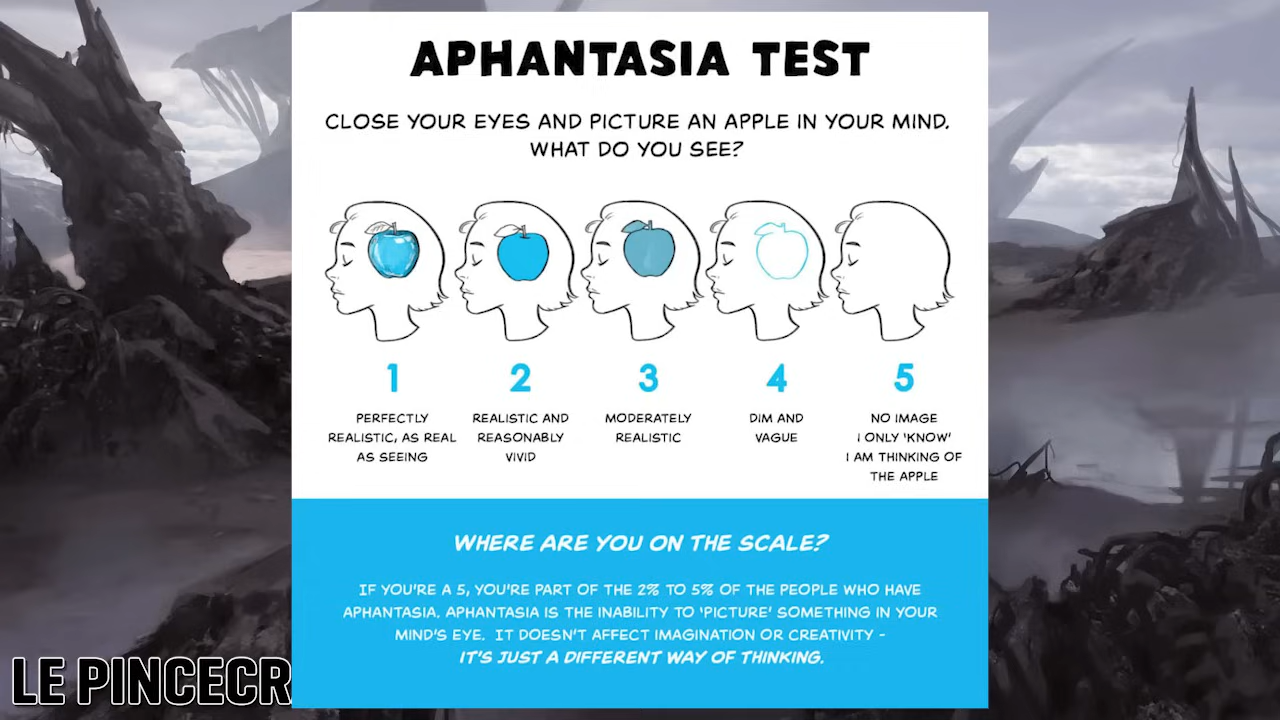 APHANTASIA TEST
CLOSE YOUR EYES AND PICTURE AN APPLE IN YOUR MIND.
WHAT DO YOU SEE?
1
PERFECTLY
REALISTIC, AS REAL
AS SEEING
2
REALISTIC AND
REASONABLY
VIVID
3
MODERATELY
REALISTIC
4
DIM AND
VAGUE
5
NO IMAGE
I ONLY 'KNOW'
I AM THINKING OF
THE APPLE
WHERE ARE YOU ON THE SCALE?
IF YOU'RE A 5, YOU'RE PART OF THE 2% TO 5% OF THE PEOPLE WHO HAVE
APHANTASIA. APHANTASIA IS THE INABILITY TO 'PICTURE' SOMETHING IN YOUR
MIND'S EYE. IT DOESN'T AFFECT IMAGINATION OR CREATIVITY -
IT'S JUST A DIFFERENT WAY OF THINKING.
LE PINCECR